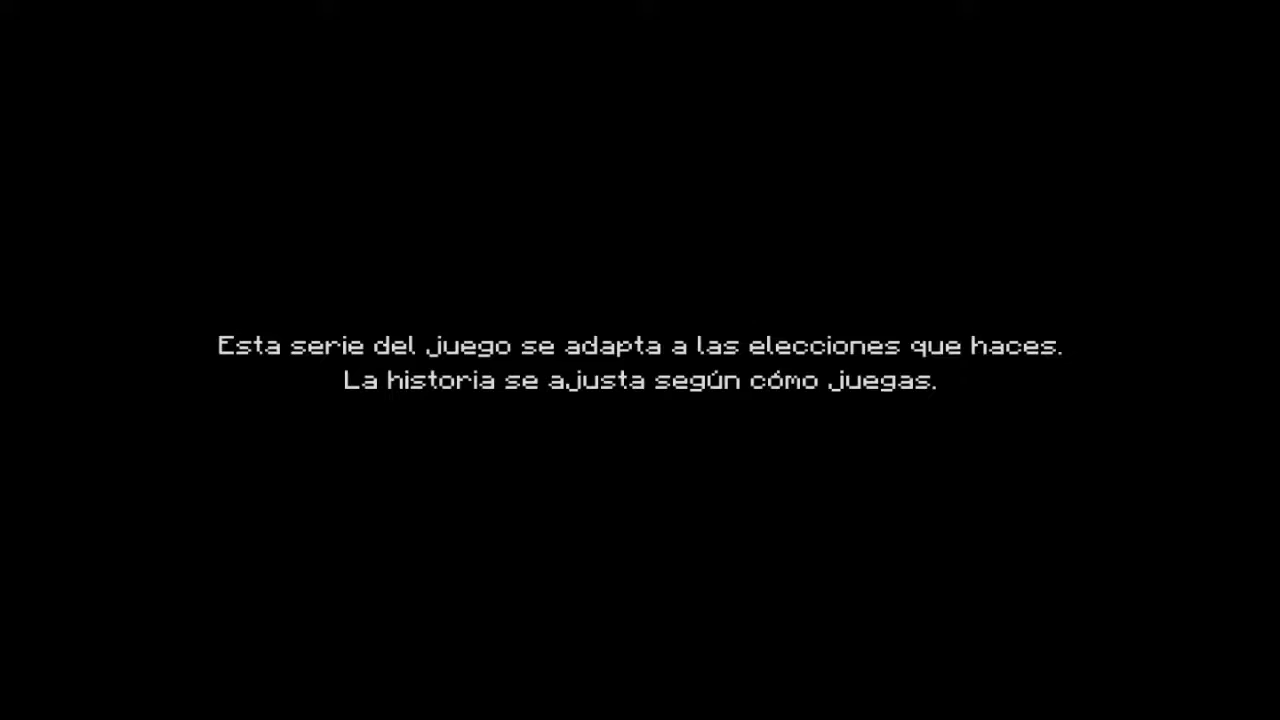 Esta serie del juego se adapta a las elecciones que haces.
La historia se ajusta según cómo juegas.